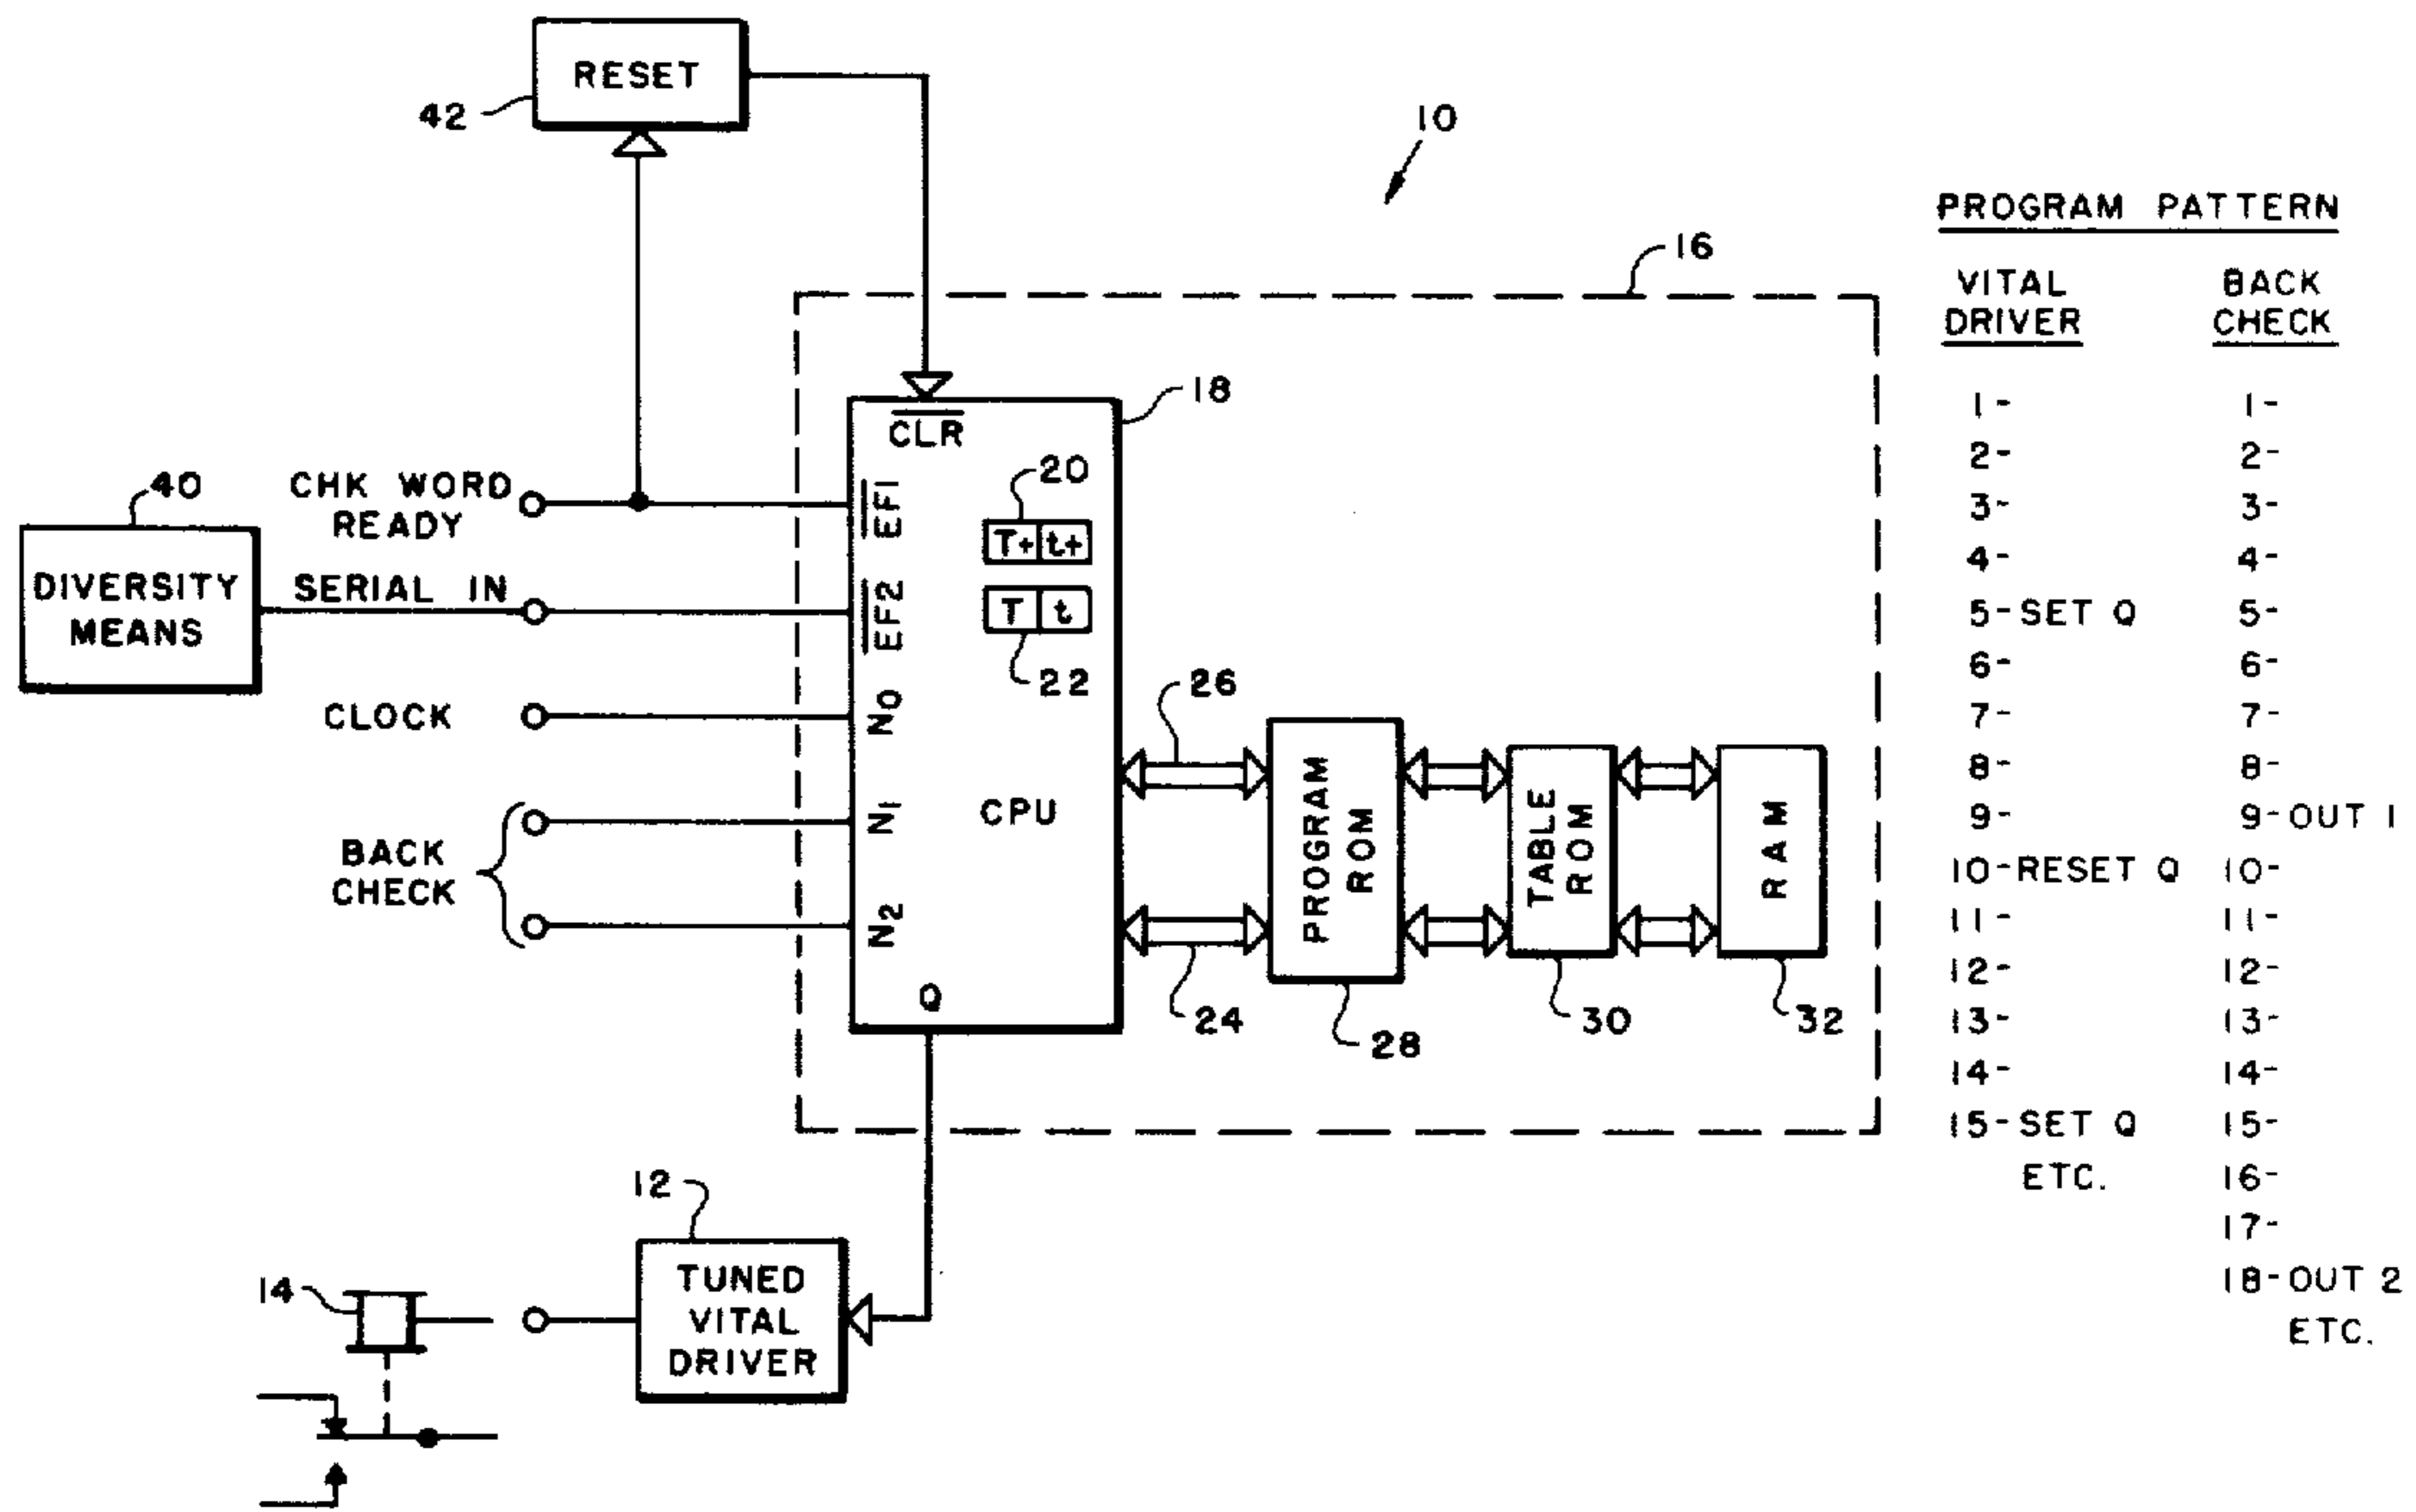 RESET
42
10
PROGRAM PATTERN
16
VITAL
DRIVER
BACK
CHECK
18
CLR
20
T+ t+
T t
22
40
DIVERSITY
MEANS
CHK WORD
READY
SERIAL IN
CLOCK
BACK
CHECK
EF1
EF2
N0
N1
N2
Q
CPU
26
24
PROGRAM
ROM
28
TABLE
ROM
30
RAM
32
1-
2-
3-
4-
5-SET Q
6-
7-
8-
9-
10-RESET Q
11-
12-
13-
14-
15-SET Q
ETC.
1-
2-
3-
4-
5-
6-
7-
8-
9-OUT 1
10-
11-
12-
13-
14-
15-
16-
17-
18-OUT 2
ETC.
12
TUNED
VITAL
DRIVER
14